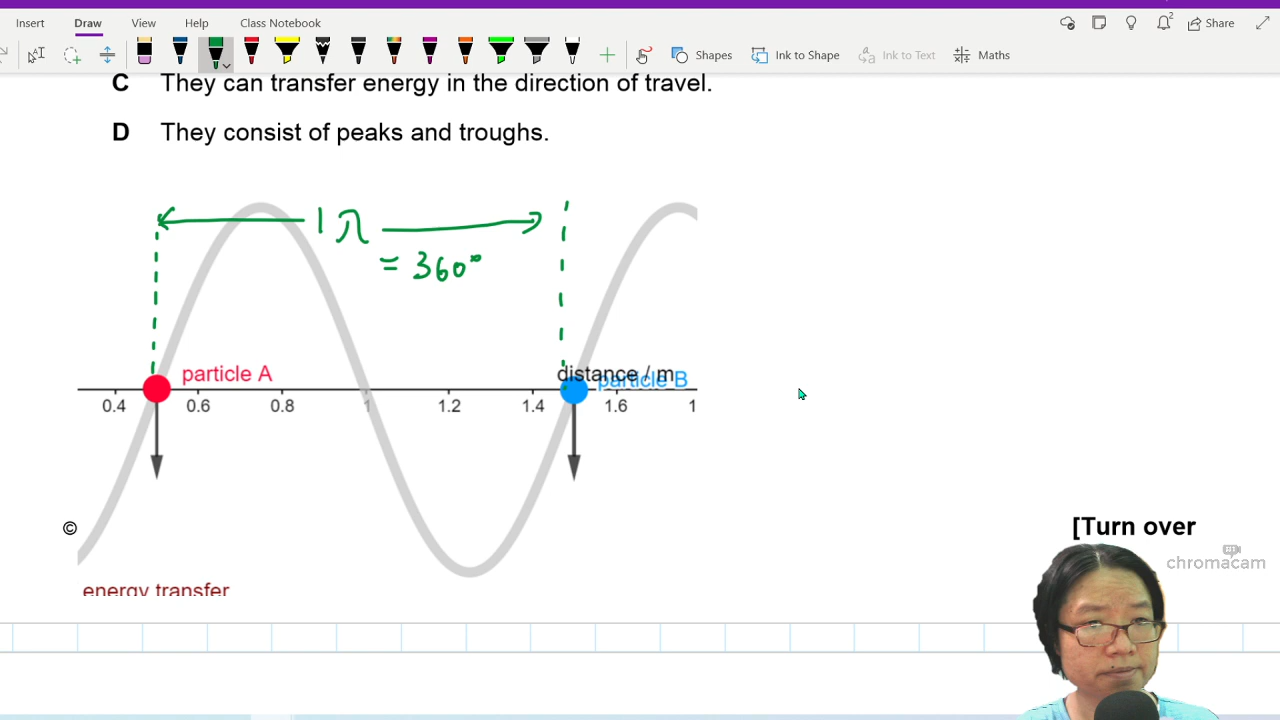 Insert Draw View Help Class Notebook 2 Share
Shapes Ink to Shape Ink to Text Maths
C They can transfer energy in the direction of travel.
D They consist of peaks and troughs.
1 λ
= 360°
particle A distance / m particle B
0.4 0.6 0.8 1 1.2 1.4 1.6 1
©
[Turn over
chromacam
energy transfer